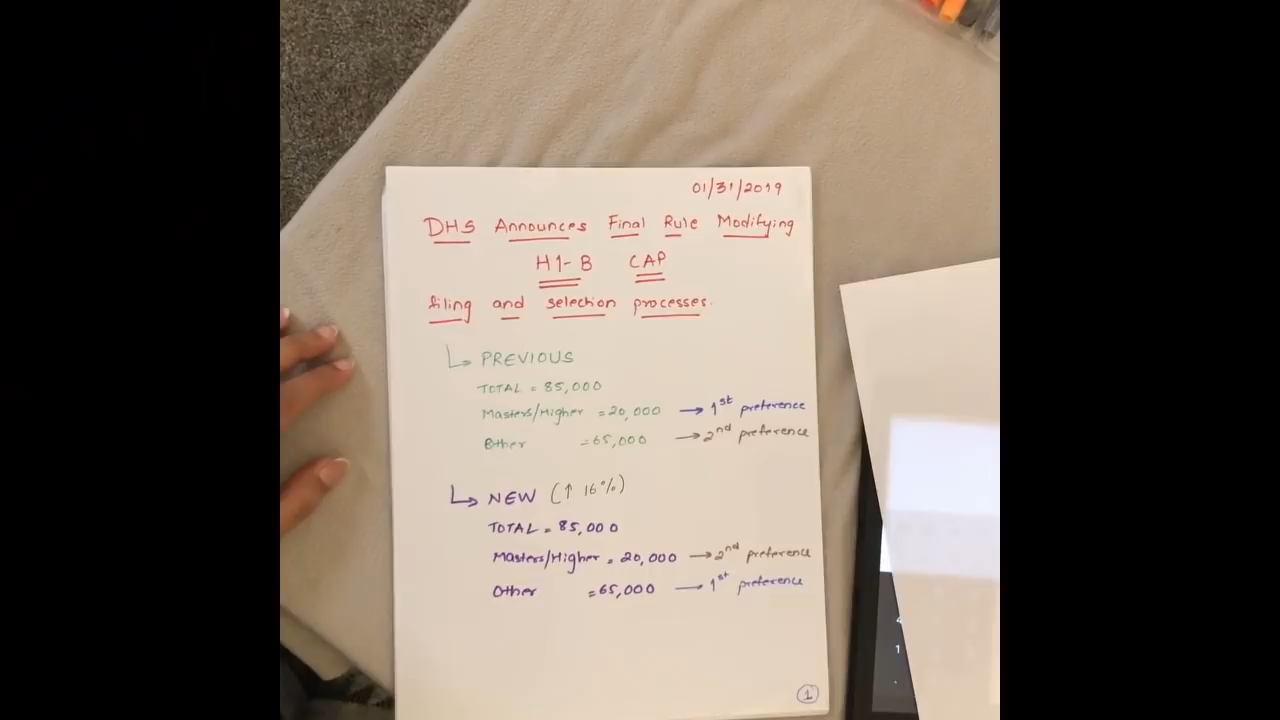 01/31/2019
DHS Announces Final Rule Modifying
H1-B CAP
filing and selection processes.
PREVIOUS
TOTAL = 85,000
Masters/Higher = 20,000 → 1st preference
Other = 65,000 → 2nd preference
NEW (↑ 16%)
TOTAL = 85,000
Masters/Higher = 20,000 → 2nd preference
Other = 65,000 → 1st preference
1
4
1